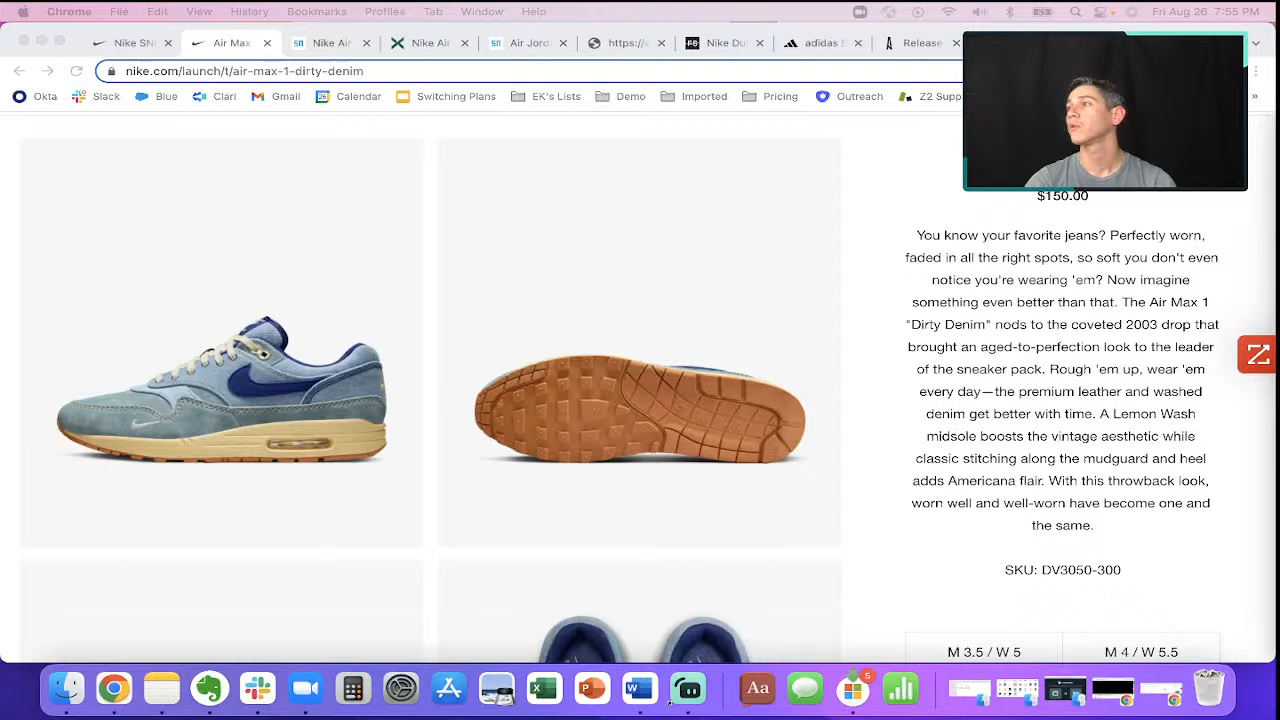 Chrome File Edit View History Bookmarks Profiles Tab Window Help Fri Aug 26 7:55 PM
Nike SN Air Max Nike Air Nike Air Air Jord https://v Nike Du adidas Release
nike.com/launch/t/air-max-1-dirty-denim
Okta Slack Blue Clari Gmail Calendar Switching Plans EK's Lists Demo Imported Pricing Outreach Z2 Supp »
$150.00
You know your favorite jeans? Perfectly worn,
faded in all the right spots, so soft you don't even
notice you're wearing 'em? Now imagine
something even better than that. The Air Max 1
"Dirty Denim" nods to the coveted 2003 drop that
brought an aged-to-perfection look to the leader
of the sneaker pack. Rough 'em up, wear 'em
every day—the premium leather and washed
denim get better with time. A Lemon Wash
midsole boosts the vintage aesthetic while
classic stitching along the mudguard and heel
adds Americana flair. With this throwback look,
worn well and well-worn have become one and
the same.
SKU: DV3050-300
M 3.5 / W 5 M 4 / W 5.5
Aa 5